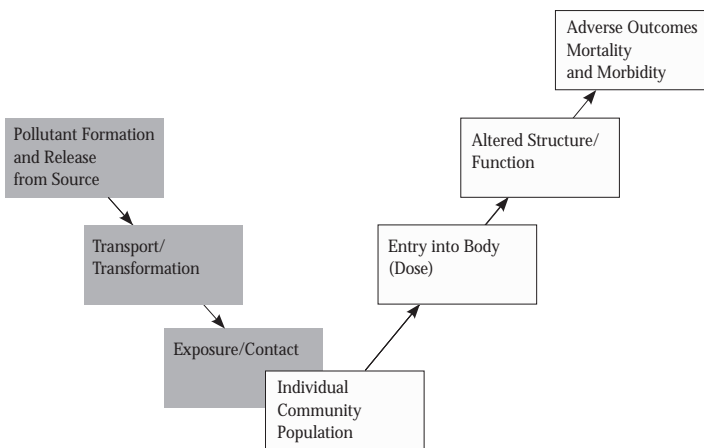 Adverse Outcomes
Mortality
and Morbidity
Pollutant Formation
and Release
from Source
Altered Structure/
Function
Transport/
Transformation
Entry into Body
(Dose)
Exposure/Contact
Individual
Community
Population